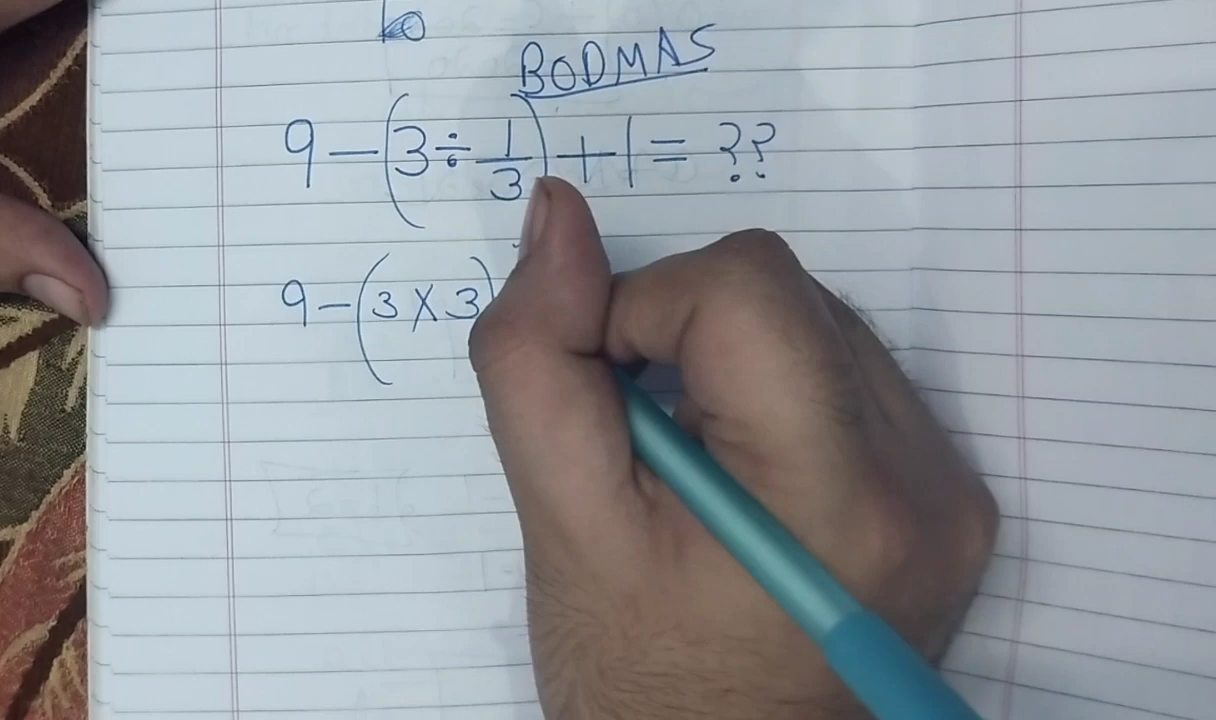 BODMAS
9 − (3 ÷ 1/3) + 1 = ??
9 − (3 × 3)